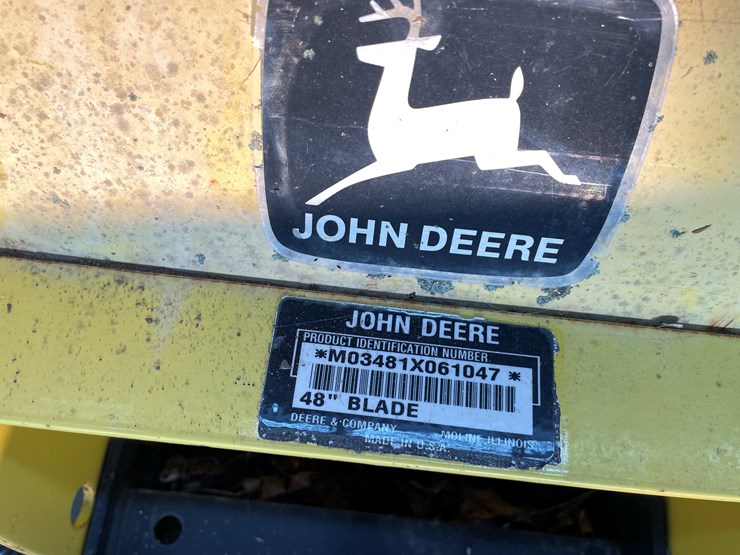 JOHN DEERE
JOHN DEERE
PRODUCT IDENTIFICATION NUMBER
*M03481X061047*
48" BLADE
DEERE & COMPANY MOLINE, ILLINOIS
MADE IN U.S.A.